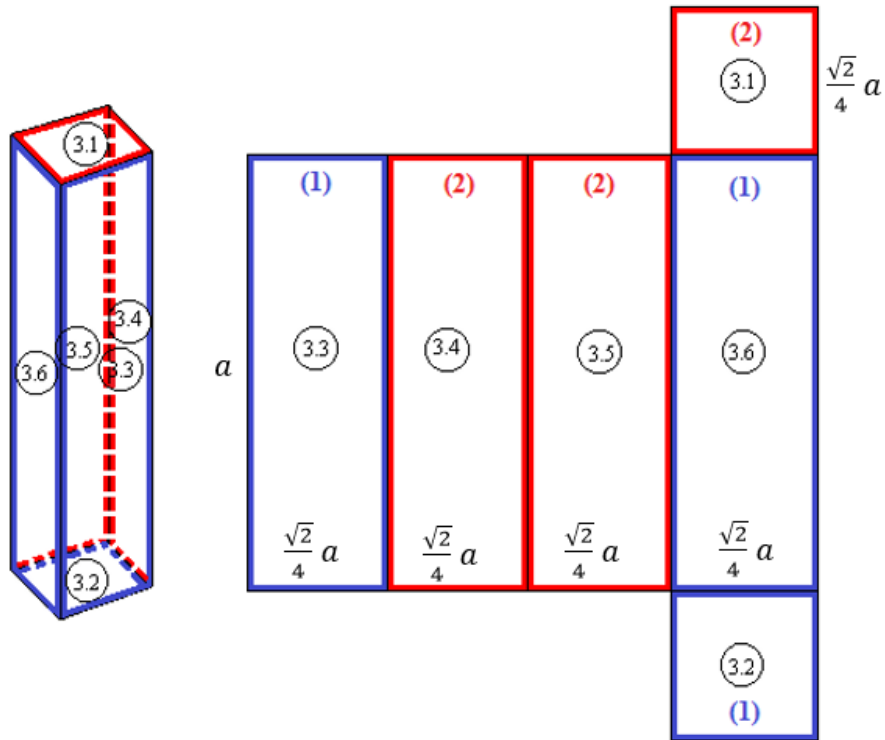 3.1
3.4
3.5
3.3
3.6
3.2
(2)
3.1
√2/4 a
(1) (2) (2) (1)
3.3 3.4 3.5 3.6
a
√2/4 a √2/4 a √2/4 a √2/4 a
3.2
(1)